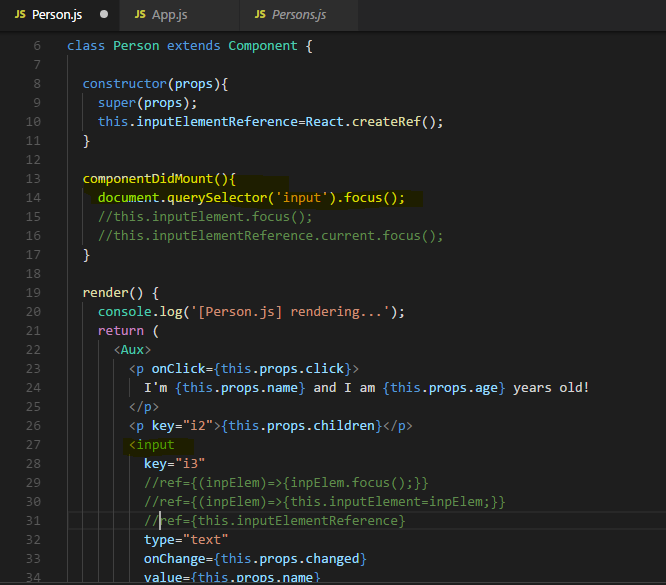 JS Person.js ● JS App.js JS Persons.js
6 class Person extends Component {
7
8 constructor(props){
9 super(props);
10 this.inputElementReference=React.createRef();
11 }
12
13 componentDidMount(){
14 document.querySelector('input').focus();
15 //this.inputElement.focus();
16 //this.inputElementReference.current.focus();
17 }
18
19 render() {
20 console.log('[Person.js] rendering...');
21 return (
22 <Aux>
23 <p onClick={this.props.click}>
24 I'm {this.props.name} and I am {this.props.age} years old!
25 </p>
26 <p key="i2">{this.props.children}</p>
27 <input
28 key="i3"
29 //ref={(inpElem)=>{inpElem.focus();}}
30 //ref={(inpElem)=>{this.inputElement=inpElem;}}
31 //ref={this.inputElementReference}
32 type="text"
33 onChange={this.props.changed}
34 value={this.props.name}